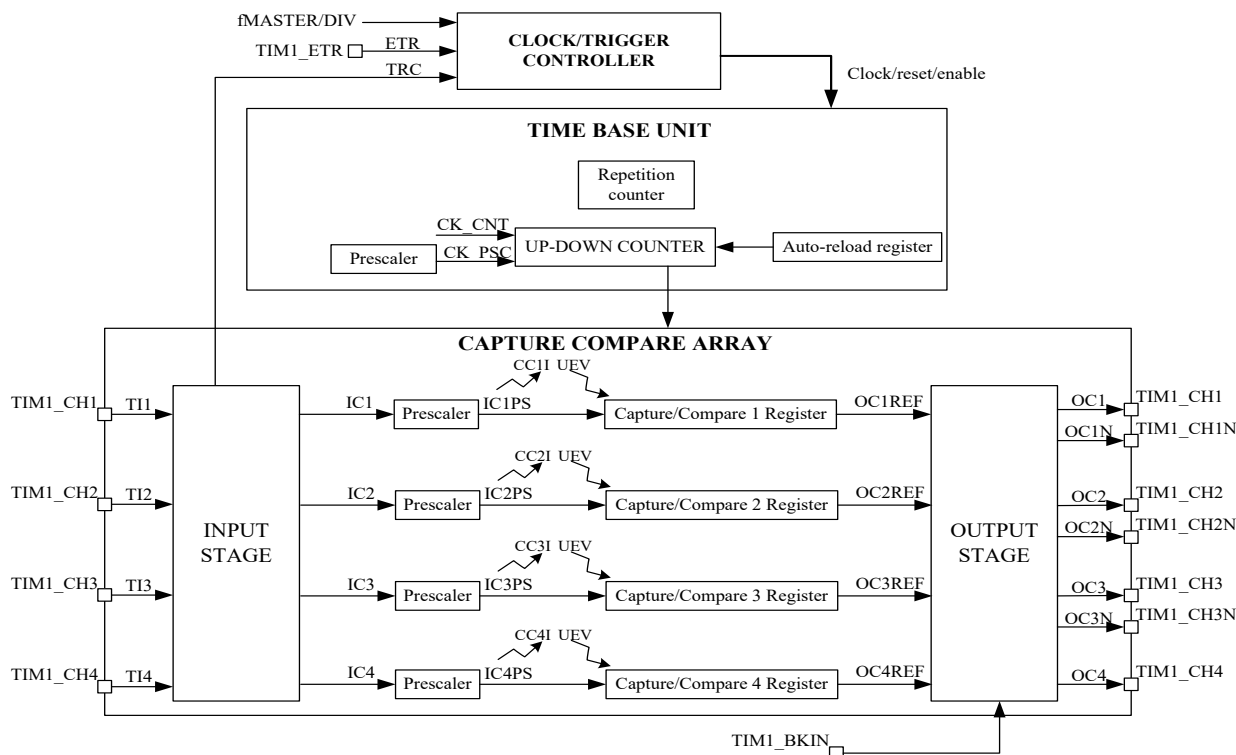 fMASTER/DIV
TIM1_ETR
ETR
TRC
CLOCK/TRIGGER
CONTROLLER
Clock/reset/enable
TIME BASE UNIT
Repetition
counter
CK_CNT
Prescaler
CK_PSC
UP-DOWN COUNTER
Auto-reload register
CAPTURE COMPARE ARRAY
TIM1_CH1
TI1
INPUT
STAGE
IC1
Prescaler
CC1I
UEV
IC1PS
Capture/Compare 1 Register
OC1REF
OUTPUT
STAGE
OC1
TIM1_CH1
OC1N
TIM1_CH1N
TIM1_CH2
TI2
IC2
Prescaler
CC2I
UEV
IC2PS
Capture/Compare 2 Register
OC2REF
OC2
TIM1_CH2
OC2N
TIM1_CH2N
TIM1_CH3
TI3
IC3
Prescaler
CC3I
UEV
IC3PS
Capture/Compare 3 Register
OC3REF
OC3
TIM1_CH3
OC3N
TIM1_CH3N
TIM1_CH4
TI4
IC4
Prescaler
CC4I
UEV
IC4PS
Capture/Compare 4 Register
OC4REF
OC4
TIM1_CH4
TIM1_BKIN